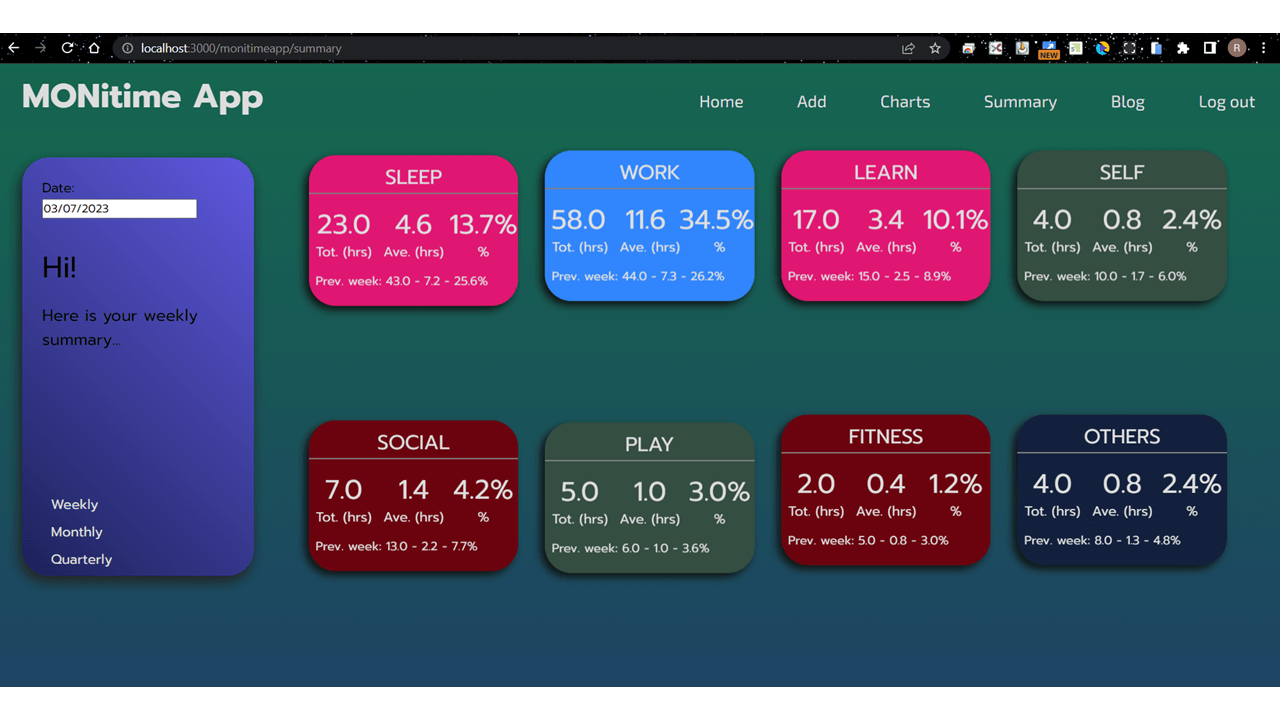 localhost:3000/monitimeapp/summary
NEW
R
MONitime App
Home Add Charts Summary Blog Log out
Date:
03/07/2023
Hi!
Here is your weekly
summary...
Weekly
Monthly
Quarterly
SLEEP
23.0 4.6 13.7%
Tot. (hrs) Ave. (hrs) %
Prev. week: 43.0 - 7.2 - 25.6%
WORK
58.0 11.6 34.5%
Tot. (hrs) Ave. (hrs) %
Prev. week: 44.0 - 7.3 - 26.2%
LEARN
17.0 3.4 10.1%
Tot. (hrs) Ave. (hrs) %
Prev. week: 15.0 - 2.5 - 8.9%
SELF
4.0 0.8 2.4%
Tot. (hrs) Ave. (hrs) %
Prev. week: 10.0 - 1.7 - 6.0%
SOCIAL
7.0 1.4 4.2%
Tot. (hrs) Ave. (hrs) %
Prev. week: 13.0 - 2.2 - 7.7%
PLAY
5.0 1.0 3.0%
Tot. (hrs) Ave. (hrs) %
Prev. week: 6.0 - 1.0 - 3.6%
FITNESS
2.0 0.4 1.2%
Tot. (hrs) Ave. (hrs) %
Prev. week: 5.0 - 0.8 - 3.0%
OTHERS
4.0 0.8 2.4%
Tot. (hrs) Ave. (hrs) %
Prev. week: 8.0 - 1.3 - 4.8%